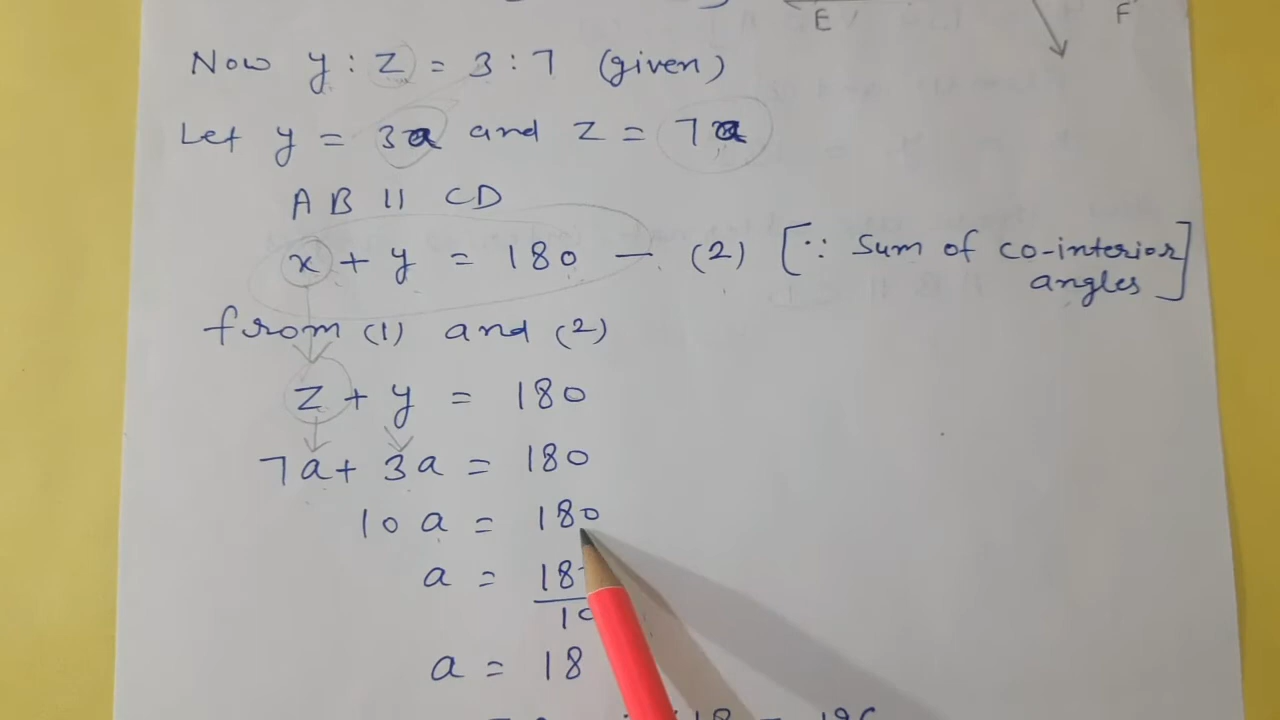 E F
Now y : z = 3 : 7 (given)
Let y = 3a and z = 7a
AB || CD
x + y = 180 — (2) [∵ Sum of co-interior angles]
from (1) and (2)
z + y = 180
7a + 3a = 180
10 a = 180
a = 18
10
a = 18